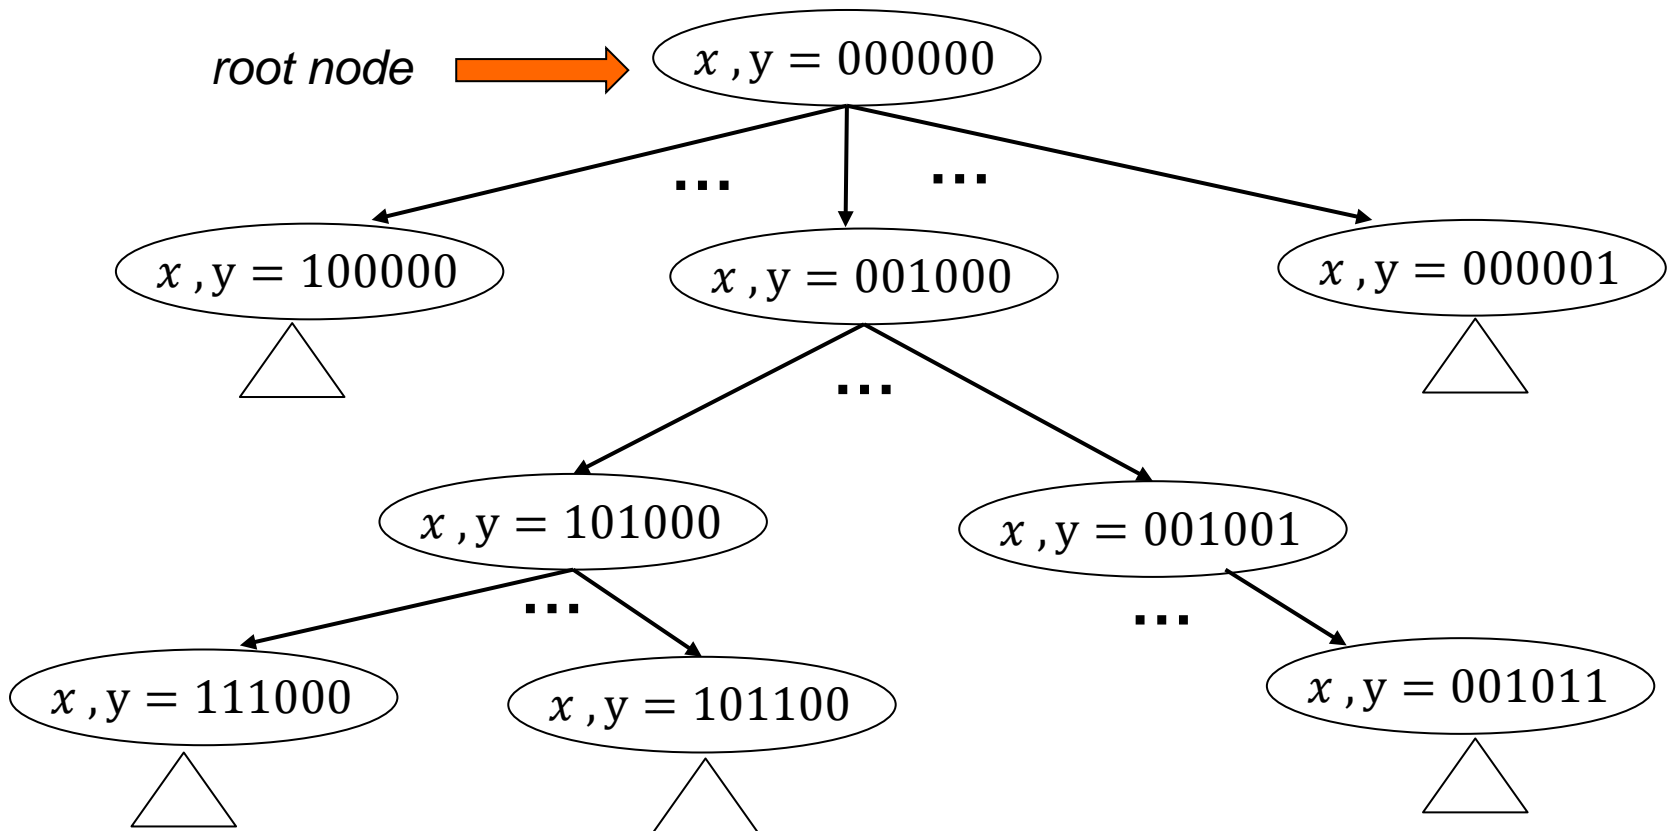 root node
x , y = 000000
...
...
x , y = 100000
x , y = 001000
x , y = 000001
...
x , y = 101000
x , y = 001001
...
...
x , y = 111000
x , y = 101100
x , y = 001011